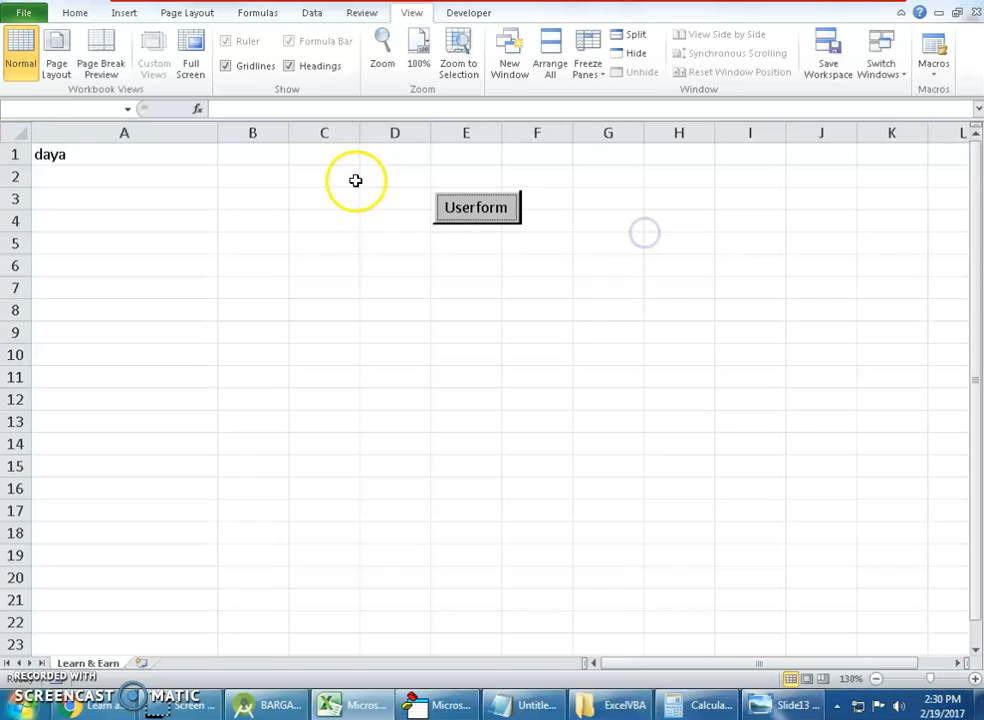 File Home Insert Page Layout Formulas Data Review View Developer
Normal Page Layout Page Break Preview Custom Views Full Screen
Workbook Views
Ruler Formula Bar
Gridlines Headings
Show
Zoom 100% Zoom to Selection
Zoom
New Window Arrange All Freeze Panes
Split View Side by Side
Hide Synchronous Scrolling
Unhide Reset Window Position
Save Workspace Switch Windows
Window
Macros
Macros
fx
A B C D E F G H I J K L
1 daya
2
3 Userform
4
5
6
7
8
9
10
11
12
13
14
15
16
17
18
19
20
21
22
23
Learn & Earn
130%
RECORDED WITH
SCREENCAST MATIC
Learn a... Screen ... BARGA... Micros... Micros... Untitle... ExcelVBA Calcula... Slide13 ...
2:30 PM
2/19/2017